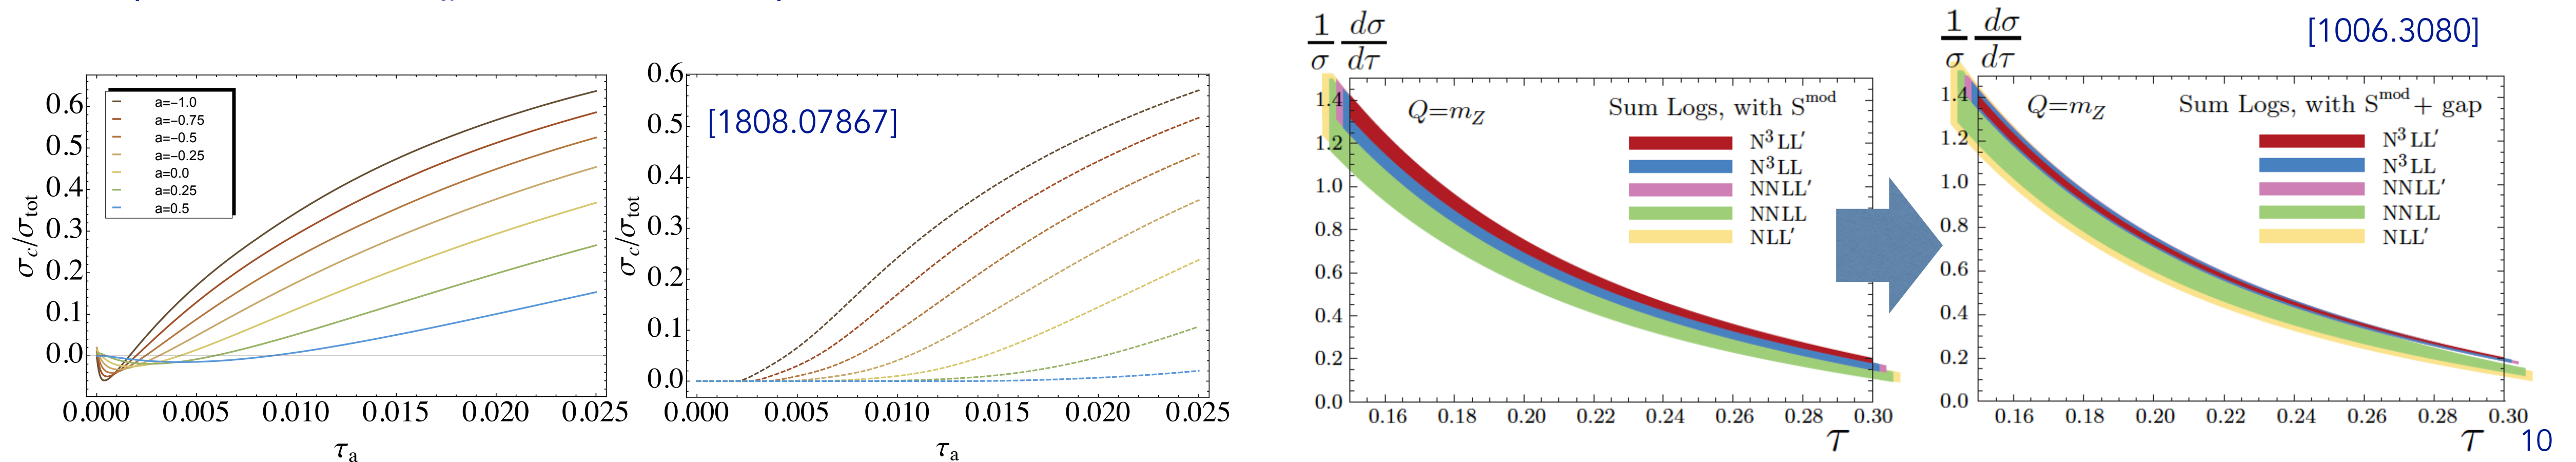 0.6
0.5
0.4
0.3
0.2
0.1
0.0
σc/σtot
a=−1.0
a=−0.75
a=−0.5
a=−0.25
a=0.0
a=0.25
a=0.5
0.000 0.005 0.010 0.015 0.020 0.025
τa
0.6
0.5
0.4
0.3
0.2
0.1
0.0
σc/σtot
[1808.07867]
0.000 0.005 0.010 0.015 0.020 0.025
τa
1/σ dσ/dτ
1.4
1.2
1.0
0.8
0.6
0.4
0.2
0.0
Q=mZ
Sum Logs, with Smod
N3LL′
N3LL
NNLL′
NNLL
NLL′
0.16 0.18 0.20 0.22 0.24 0.26 0.28 0.30
τ
1/σ dσ/dτ
[1006.3080]
1.4
1.2
1.0
0.8
0.6
0.4
0.2
0.0
Q=mZ
Sum Logs, with Smod + gap
N3LL′
N3LL
NNLL′
NNLL
NLL′
0.16 0.18 0.20 0.22 0.24 0.26 0.28 0.30
τ
10